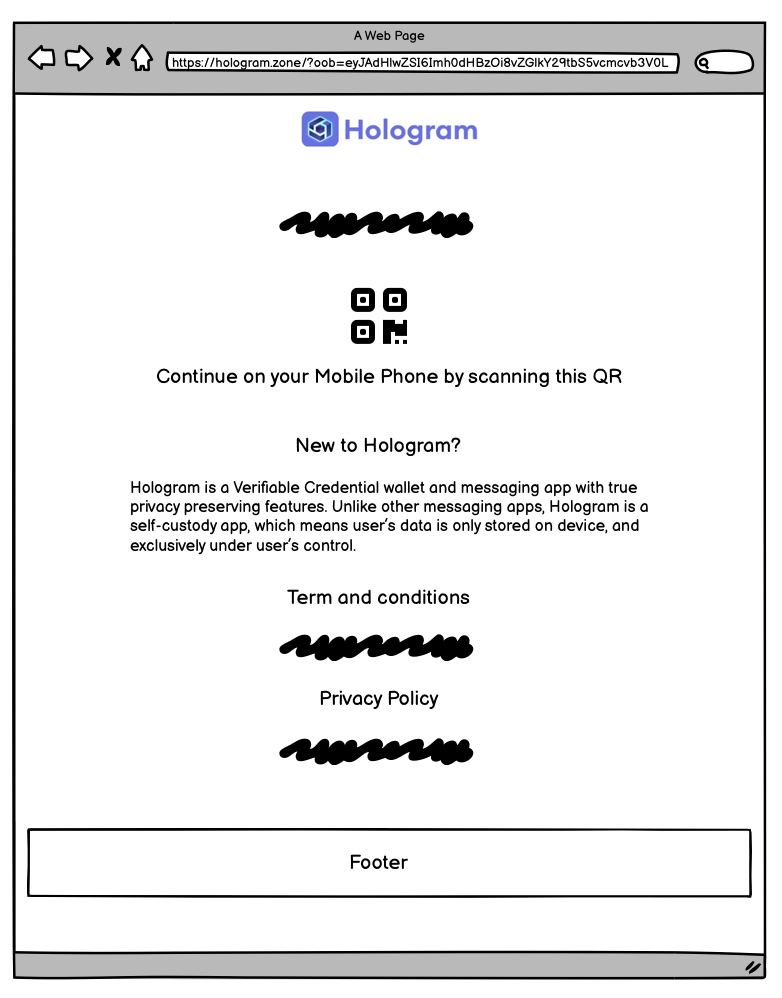 A Web Page
https://hologram.zone/?oob=eyJAdHlwZSI6Imh0dHBzOi8vZGlkY29tbS5vcmcvb3V0L
Hologram
Continue on your Mobile Phone by scanning this QR
New to Hologram?
Hologram is a Verifiable Credential wallet and messaging app with true
privacy preserving features. Unlike other messaging apps, Hologram is a
self-custody app, which means user's data is only stored on device, and
exclusively under user's control.
Term and conditions
Privacy Policy
Footer